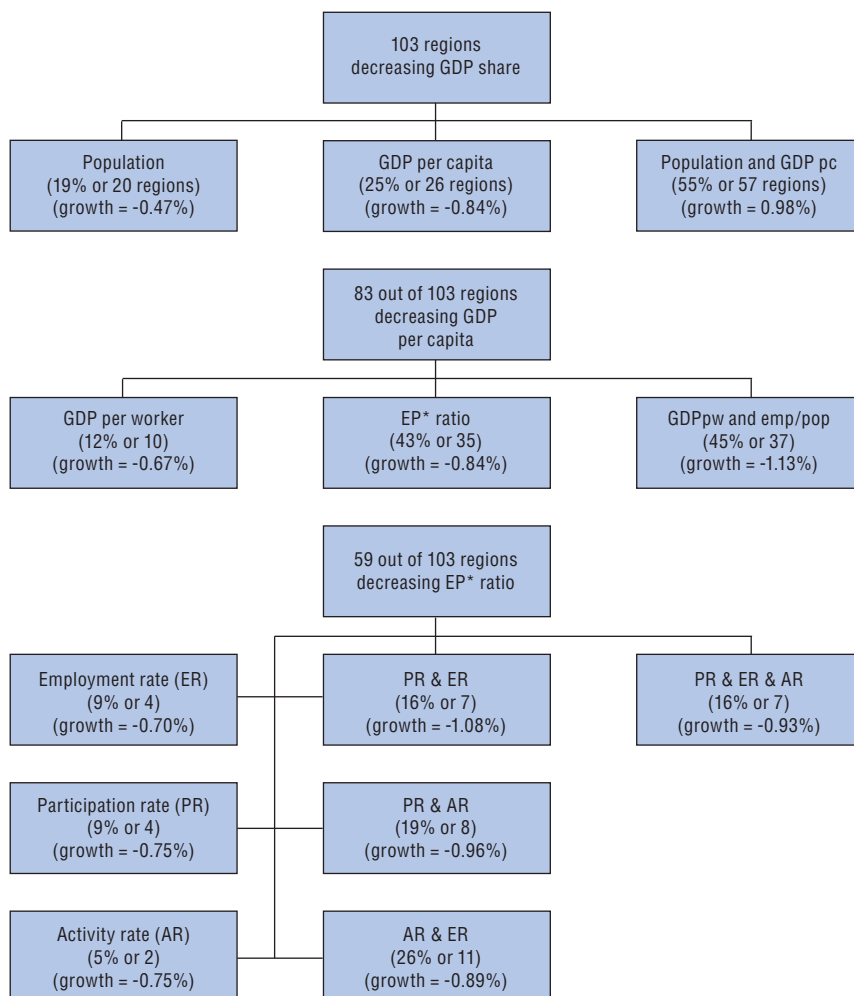 103 regions
decreasing GDP share
Population
(19% or 20 regions)
(growth = -0.47%)
GDP per capita
(25% or 26 regions)
(growth = -0.84%)
Population and GDP pc
(55% or 57 regions)
(growth = 0.98%)
83 out of 103 regions
decreasing GDP
per capita
GDP per worker
(12% or 10)
(growth = -0.67%)
EP* ratio
(43% or 35)
(growth = -0.84%)
GDPpw and emp/pop
(45% or 37)
(growth = -1.13%)
59 out of 103 regions
decreasing EP* ratio
Employment rate (ER)
(9% or 4)
(growth = -0.70%)
PR & ER
(16% or 7)
(growth = -1.08%)
PR & ER & AR
(16% or 7)
(growth = -0.93%)
Participation rate (PR)
(9% or 4)
(growth = -0.75%)
PR & AR
(19% or 8)
(growth = -0.96%)
Activity rate (AR)
(5% or 2)
(growth = -0.75%)
AR & ER
(26% or 11)
(growth = -0.89%)